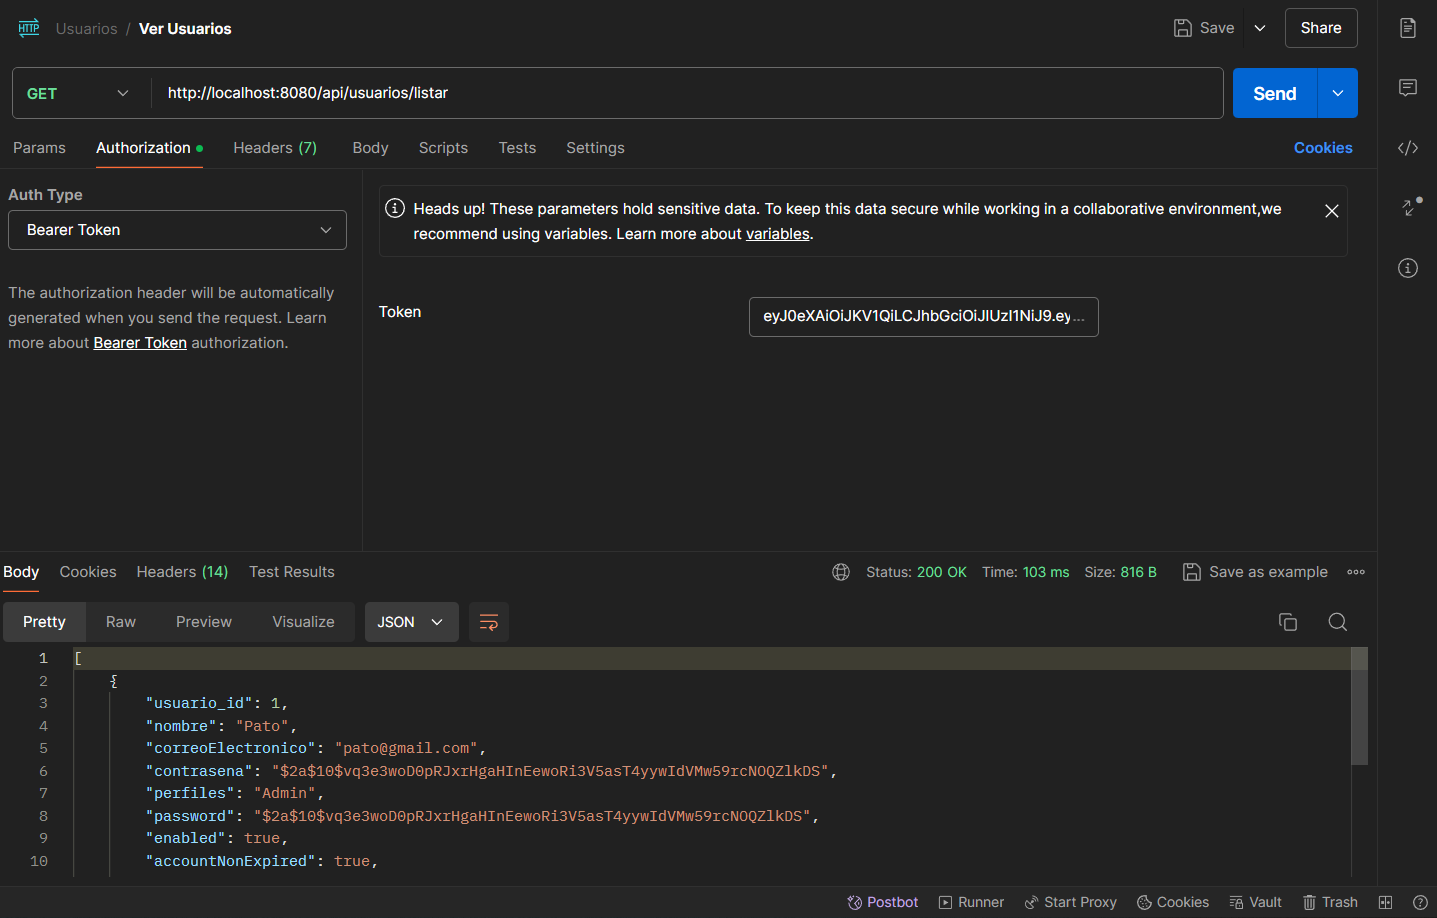 HTTP Usuarios / Ver Usuarios Save Share
GET http://localhost:8080/api/usuarios/listar Send
Params Authorization Headers (7) Body Scripts Tests Settings Cookies
Auth Type
Bearer Token
The authorization header will be automatically
generated when you send the request. Learn
more about Bearer Token authorization.
Heads up! These parameters hold sensitive data. To keep this data secure while working in a collaborative environment,we
recommend using variables. Learn more about variables.
Token eyJ0eXAiOiJKV1QiLCJhbGciOiJIUzI1NiJ9.ey...
Body Cookies Headers (14) Test Results Status: 200 OK Time: 103 ms Size: 816 B Save as example
Pretty Raw Preview Visualize JSON
1 [
2 {
3 "usuario_id": 1,
4 "nombre": "Pato",
5 "correoElectronico": "pato@gmail.com",
6 "contrasena": "$2a$10$vq3e3woD0pRJxrHgaHInEewoRi3V5asT4yywIdVMw59rcNOQZlkDS",
7 "perfiles": "Admin",
8 "password": "$2a$10$vq3e3woD0pRJxrHgaHInEewoRi3V5asT4yywIdVMw59rcNOQZlkDS",
9 "enabled": true,
10 "accountNonExpired": true,
Postbot Runner Start Proxy Cookies Vault Trash